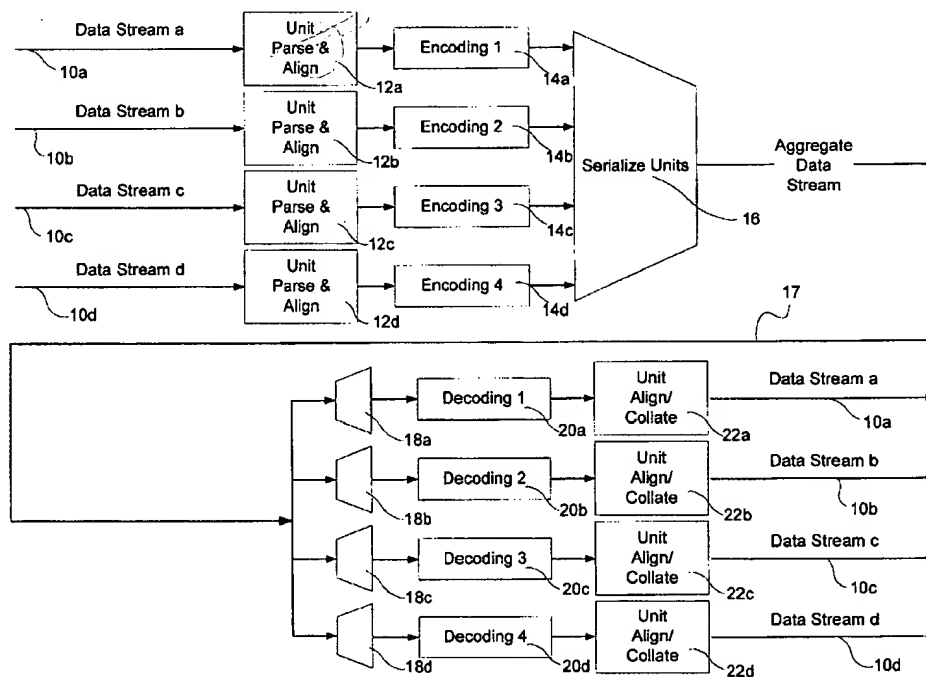 Data Stream a
10a
Unit
Parse &
Align
12a
Encoding 1
14a
Data Stream b
10b
Unit
Parse &
Align
12b
Encoding 2
14b
Data Stream c
10c
Unit
Parse &
Align
12c
Encoding 3
14c
Data Stream d
10d
Unit
Parse &
Align
12d
Encoding 4
14d
Serialize Units
16
Aggregate
Data
Stream
17
18a
Decoding 1
20a
Unit
Align/
Collate
22a
Data Stream a
10a
18b
Decoding 2
20b
Unit
Align/
Collate
22b
Data Stream b
10b
18c
Decoding 3
20c
Unit
Align/
Collate
22c
Data Stream c
10c
18d
Decoding 4
20d
Unit
Align/
Collate
22d
Data Stream d
10d